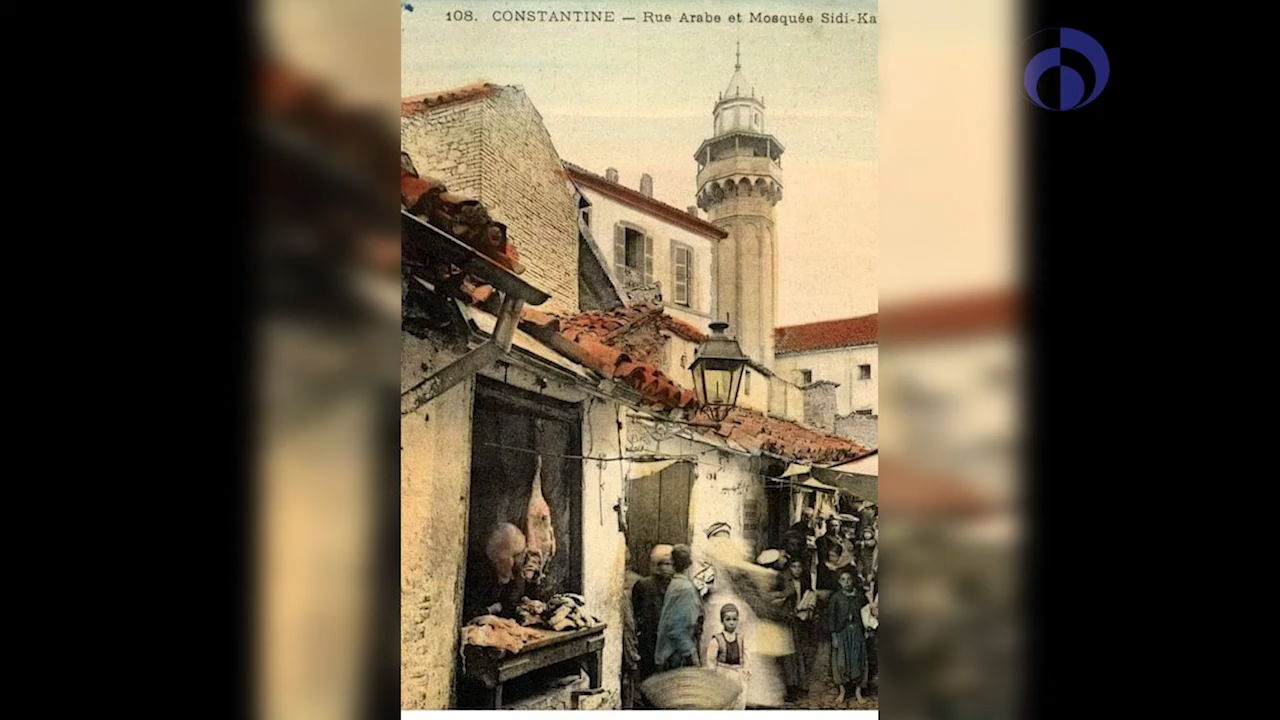 108. CONSTANTINE — Rue Arabe et Mosquée Sidi-Ka